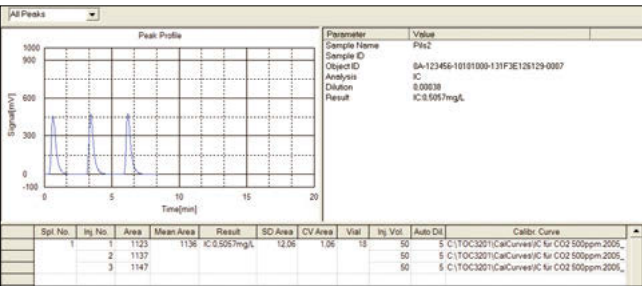 All Peaks
Peak Profile
1000
900
600
300
0
-100
Signal[mV]
0 5 10 15 20
Time[min]
Parameter Value
Sample Name Pils2
Sample ID
Object ID 0A-123456-10101000-131F3E126129-0007
Analysis IC
Dilution 0,00038
Result IC:0,5057mg/L
Spl. No. Inj. No. Area Mean Area Result SD Area CV Area Vial Inj. Vol. Auto Dil. Calibr. Curve
1 1 1123 1136 IC:0,5057mg/L 12,06 1,06 18 50 5 C:\TOC3201\CalCurves\IC für CO2 500ppm.2005_
2 1137 50 5 C:\TOC3201\CalCurves\IC für CO2 500ppm.2005_
3 1147 50 5 C:\TOC3201\CalCurves\IC für CO2 500ppm.2005_